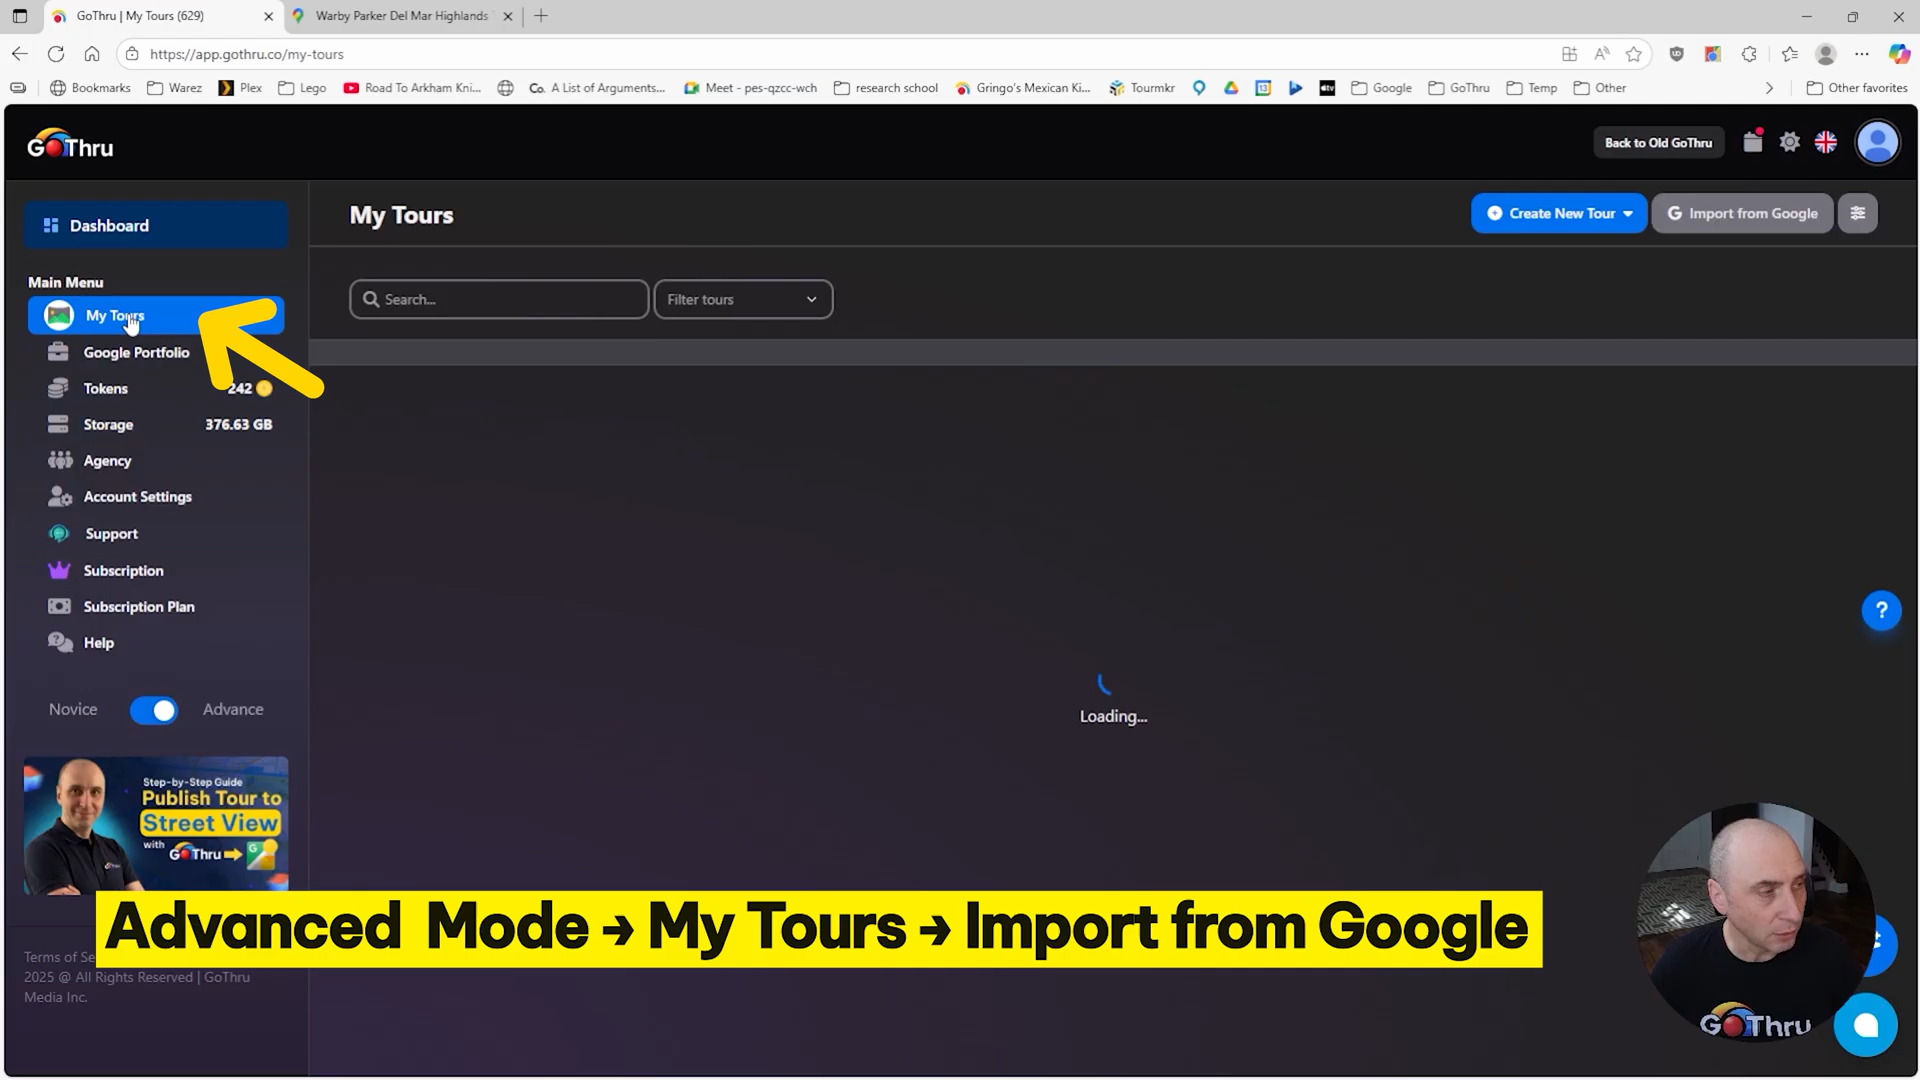 GoThru | My Tours (629)
Warby Parker Del Mar Highlands
https://app.gothru.co/my-tours
Bookmarks
Warez
Plex
Lego
Road To Arkham Kni...
Co. A List of Arguments...
Meet - pes-qzcc-wch
research school
Gringo's Mexican Ki...
Tourmkr
Google
GoThru
Temp
Other
Other favorites
GoThru
Back to Old GoThru
Dashboard
My Tours
Create New Tour
G Import from Google
Main Menu
Search...
Filter tours
My Tours
Google Portfolio
Tokens
242
Storage
376.63 GB
Agency
Account Settings
Support
Subscription
Subscription Plan
Help
?
Novice
Advance
Loading...
Step-by-Step Guide
Publish Tour to
Street View
with GoThru
Advanced Mode → My Tours → Import from Google
Terms of Se
2025 @ All Rights Reserved | GoThru
Media Inc.
GoThru